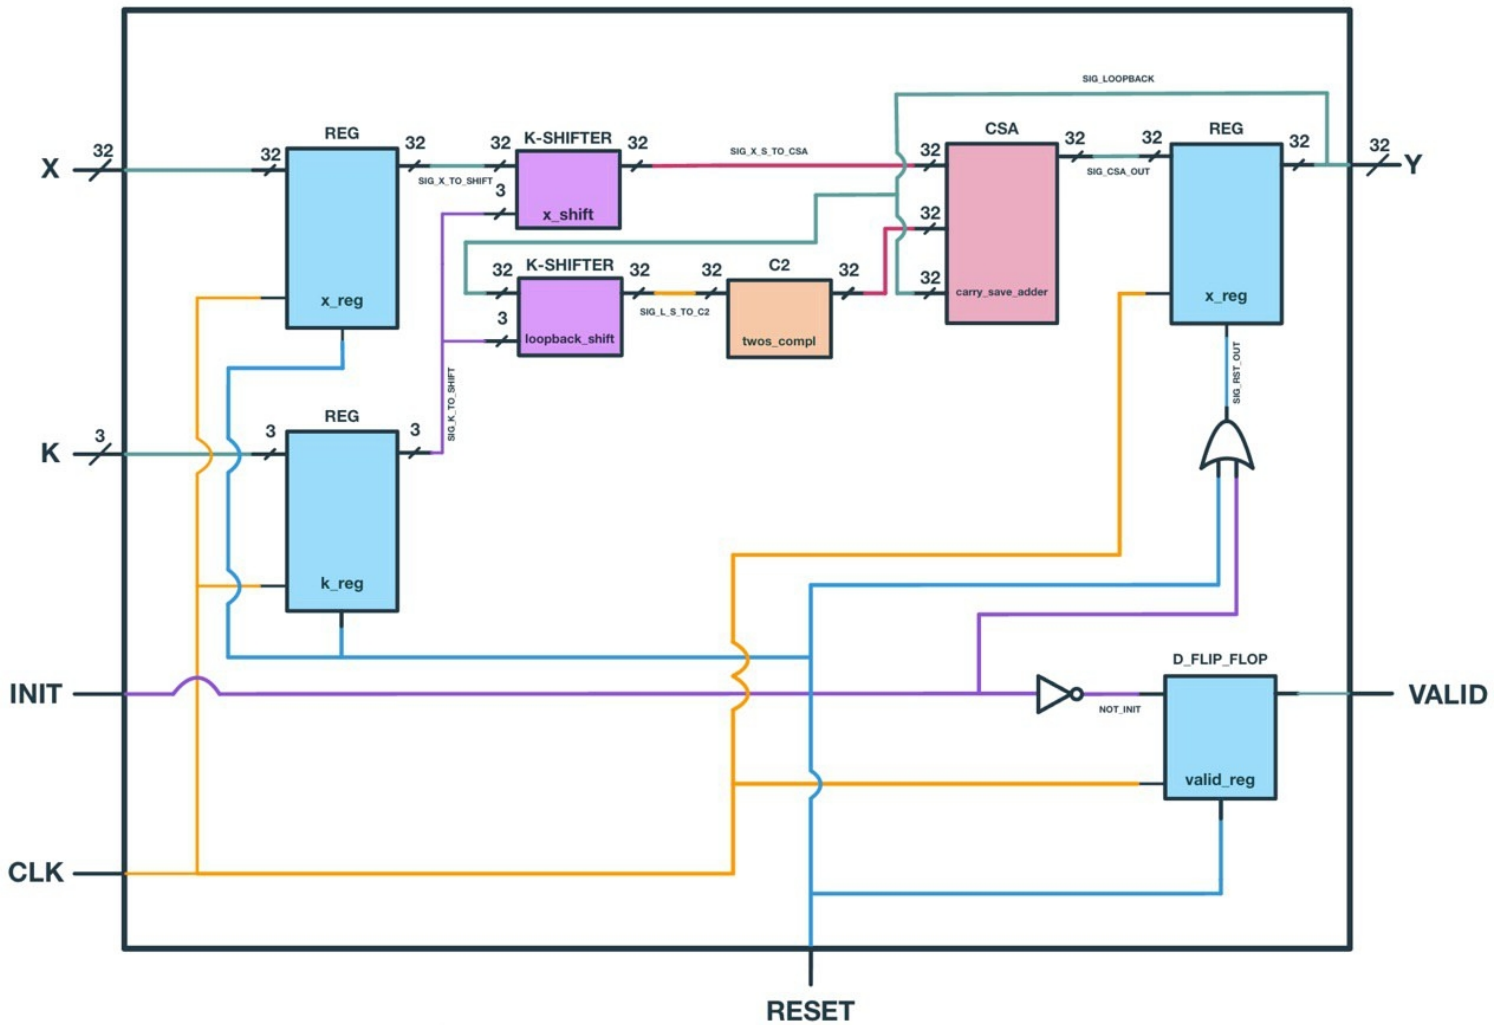 SIG_LOOPBACK
REG
K-SHIFTER
CSA
REG
X
32
32
32
32
32
SIG_X_S_TO_CSA
32
32
32
32
32
Y
SIG_X_TO_SHIFT
SIG_CSA_OUT
3
x_shift
32
K-SHIFTER
C2
32
32
32
32
32
x_reg
SIG_L_S_TO_C2
carry_save_adder
x_reg
3
loopback_shift
twos_compl
SIG_K_TO_SHIFT
SIG_RST_OUT
REG
K
3
3
3
k_reg
D_FLIP_FLOP
INIT
NOT_INIT
VALID
valid_reg
CLK
RESET